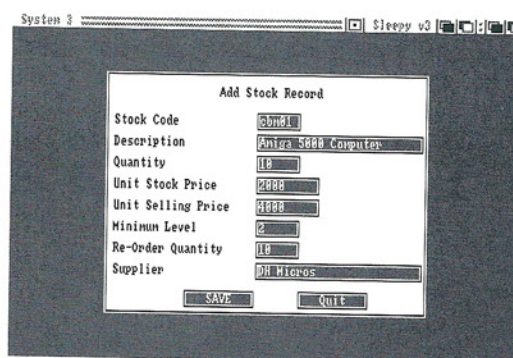 System 3 Sleepy v3
Add Stock Record
Stock Code cbm01
Description Amiga 5000 Computer
Quantity 10
Unit Stock Price 2000
Unit Selling Price 4000
Minimum Level 2
Re-Order Quantity 10
Supplier DH Micros
SAVE Quit